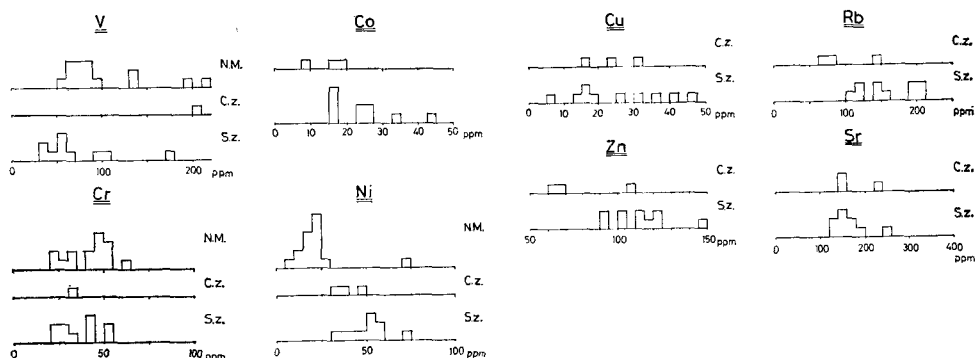 V
N.M.
C.z.
S.z.
0 100 200 ppm
Co
0 10 20 30 40 50 ppm
Cr
N.M.
C.z.
S.z.
0 50 100 ppm
Ni
N.M.
C.z.
S.z.
0 50 100 ppm
Cu
C.z.
S.z.
0 10 20 30 40 50 ppm
Rb
C.z.
S.z.
0 100 200 ppm
Zn
C.z.
S.z.
50 100 150 ppm
Sr
C.z.
S.z.
0 100 200 300 400 ppm